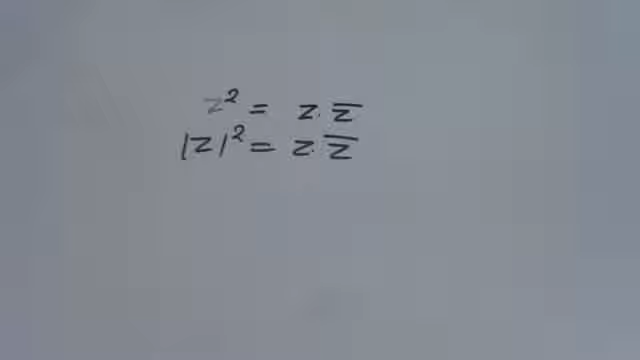 z² = z. z̅
|z|² = z. z̅